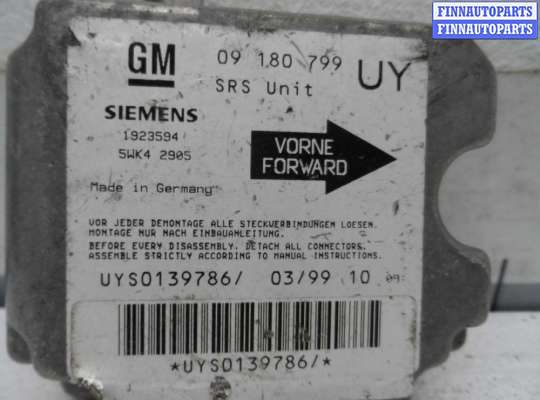 FINNAUTOPARTS
FINNAUTOPARTS
FINNAUTOPARTS
GM
09 180 799
UY
SRS Unit
SIEMENS
1923594
5WK4 2905
VORNE
FORWARD
Made in Germany
VOR JEDER DEMONTAGE ALLE STECKVERBINDUNGEN LOESEN.
MONTAGE NUR NACH EINBAUANLEITUNG.
BEFORE EVERY DISASSEMBLY. DETACH ALL CONNECTORS.
ASSEMBLE STRICTLY ACCORDING TO MANUAL INSTRUCTIONS.
UYS0139786/ 03/99 10
*UYS0139786/*